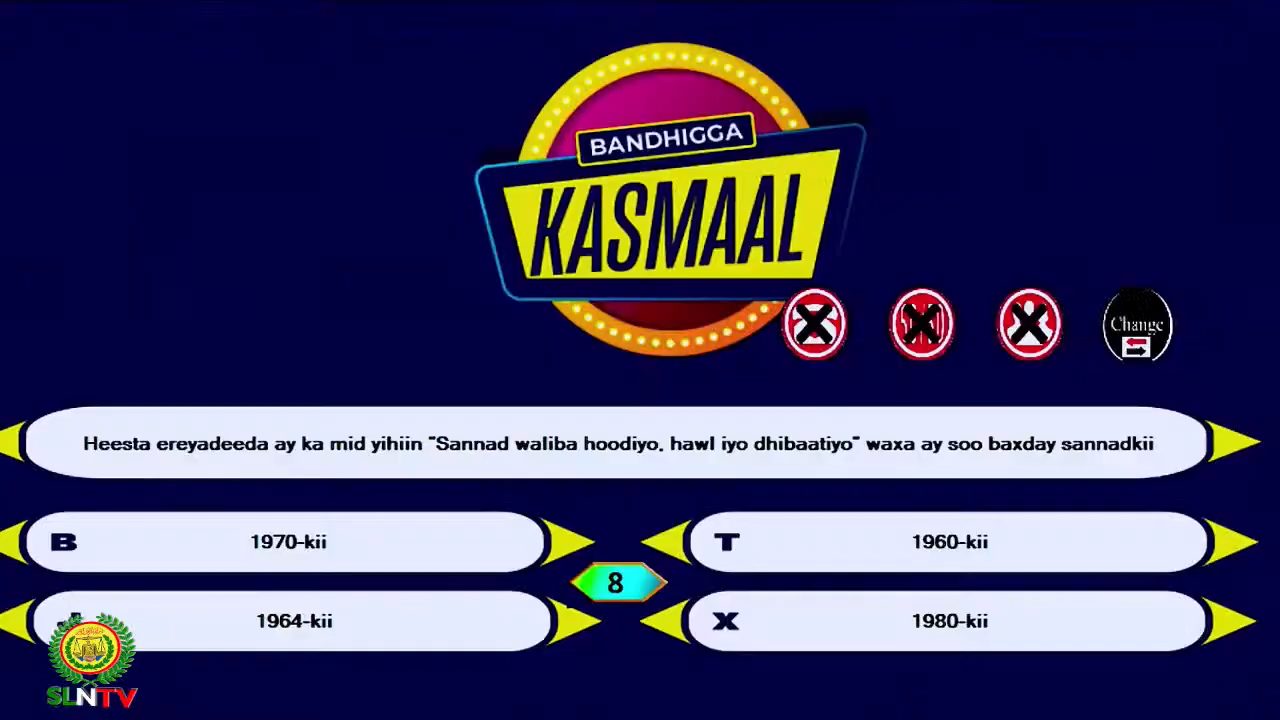 BANDHIGGA
KASMAAL
Change
Heesta ereyadeeda ay ka mid yihiin "Sannad waliba hoodiyo, hawl iyo dhibaatiyo" waxa ay soo baxday sannadkii
B 1970-kii
T 1960-kii
8
1964-kii
X 1980-kii
SLNTV